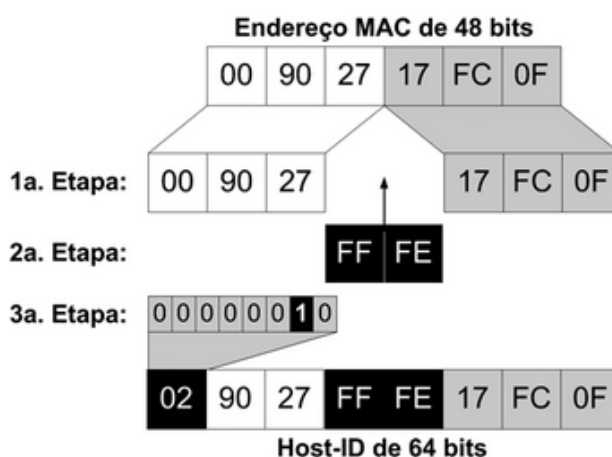 Endereço MAC de 48 bits
00 90 27 17 FC 0F
1a. Etapa: 00 90 27 17 FC 0F
2a. Etapa: FF FE
3a. Etapa: 0 0 0 0 0 0 1 0
02 90 27 FF FE 17 FC 0F
Host-ID de 64 bits